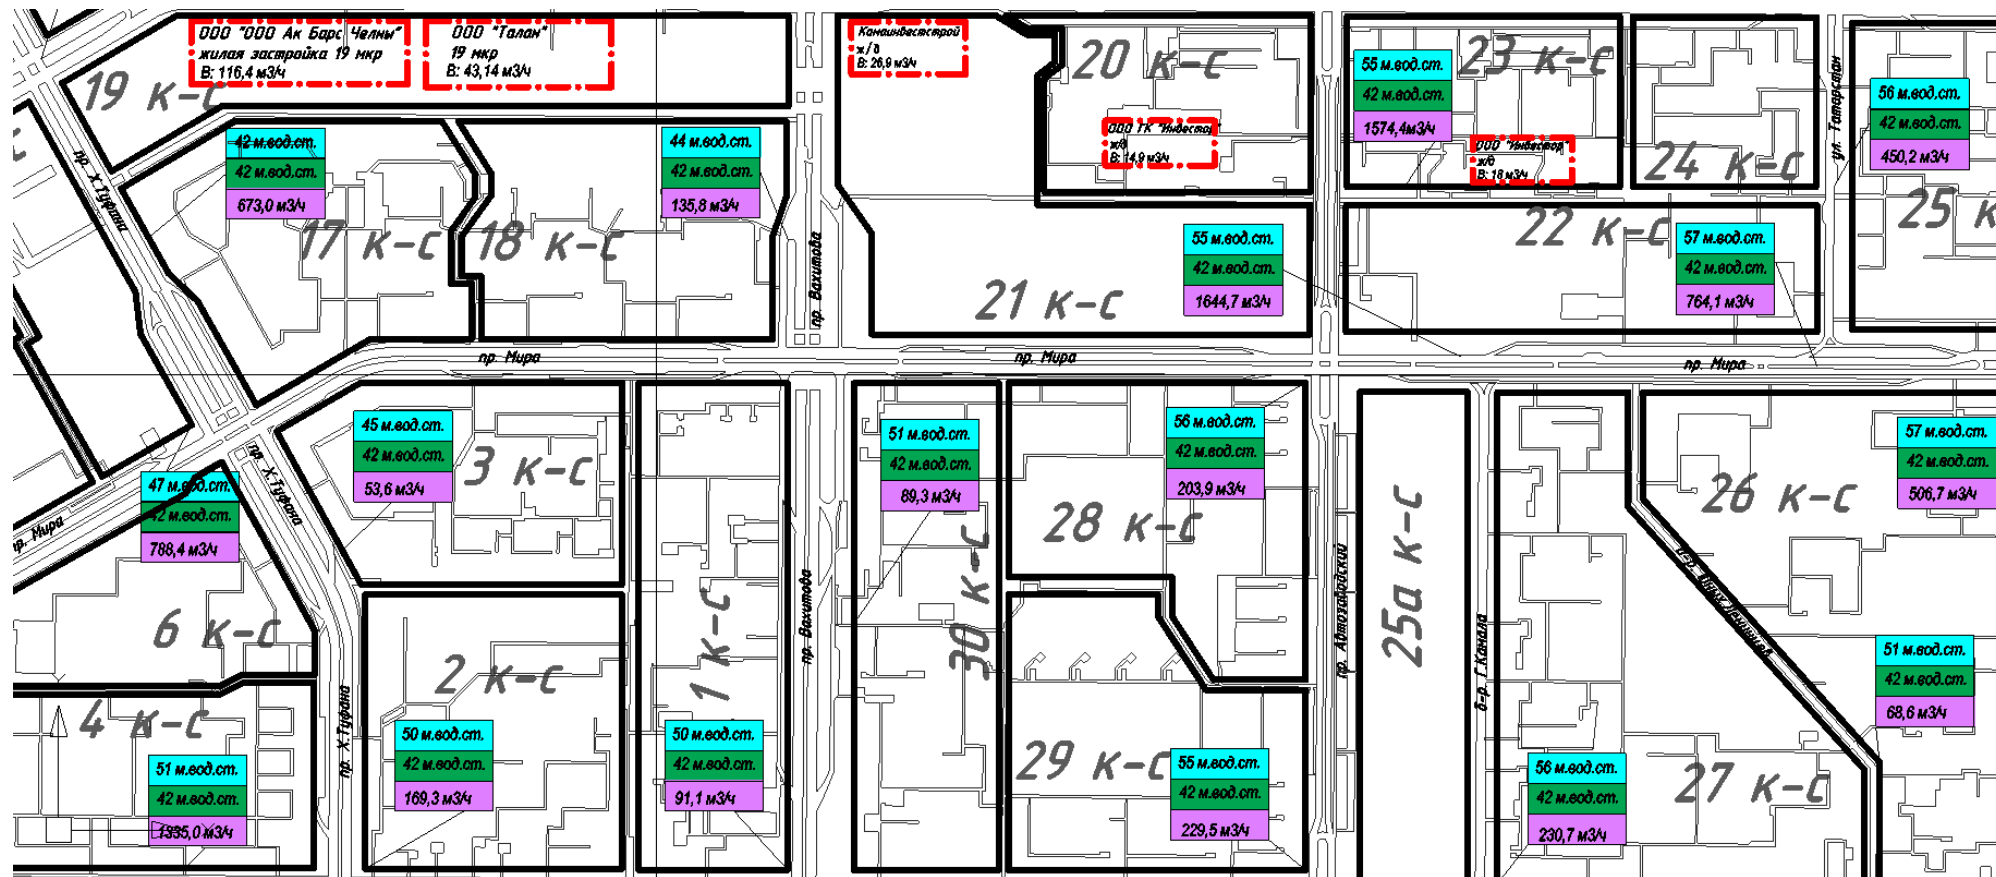 ООО "ООО Ак Барс Челны"
жилая застройка 19 мкр
В: 116,4 м3/ч
ООО "Талан"
19 мкр
В: 43,14 м3/ч
Камаинвестстрой
ж/д
В: 26,9 м3/ч
19 к-с
20 к-с
ООО ГК "Инвестор"
ж/д
В: 14,9 м3/ч
55 м.вод.ст.
42 м.вод.ст.
1574,4м3/ч
23 к-с
ООО "Инвестор"
ж/д
В: 18 м3/ч
24 к-с
ул. Татарстан
56 м.вод.ст.
42 м.вод.ст.
450,2 м3/ч
25 к
пр. Х.Туфана
42 м.вод.ст.
42 м.вод.ст.
673,0 м3/ч
17 к-с
44 м.вод.ст.
42 м.вод.ст.
135,8 м3/ч
18 к-с
пр. Вахитова
55 м.вод.ст.
42 м.вод.ст.
1644,7 м3/ч
21 к-с
22 к-с
57 м.вод.ст.
42 м.вод.ст.
764,1 м3/ч
пр. Мира
пр. Мира
пр. Мира
45 м.вод.ст.
42 м.вод.ст.
53,6 м3/ч
3 к-с
51 м.вод.ст.
42 м.вод.ст.
89,3 м3/ч
56 м.вод.ст.
42 м.вод.ст.
203,9 м3/ч
28 к-с
57 м.вод.ст.
42 м.вод.ст.
506,7 м3/ч
26 к-с
47 м.вод.ст.
42 м.вод.ст.
788,4 м3/ч
пр. Мира
пр. Х.Туфана
6 к-с
2 к-с
1 к-с
пр. Вахитова
30 к-с
пр. Автозаводский
25а к-с
б-р. Г.Камала
51 м.вод.ст.
42 м.вод.ст.
68,6 м3/ч
4 к-с
51 м.вод.ст.
42 м.вод.ст.
1335,0 м3/ч
пр. Х.Туфана
50 м.вод.ст.
42 м.вод.ст.
169,3 м3/ч
50 м.вод.ст.
42 м.вод.ст.
91,1 м3/ч
29 к-с
55 м.вод.ст.
42 м.вод.ст.
229,5 м3/ч
56 м.вод.ст.
42 м.вод.ст.
230,7 м3/ч
27 к-с